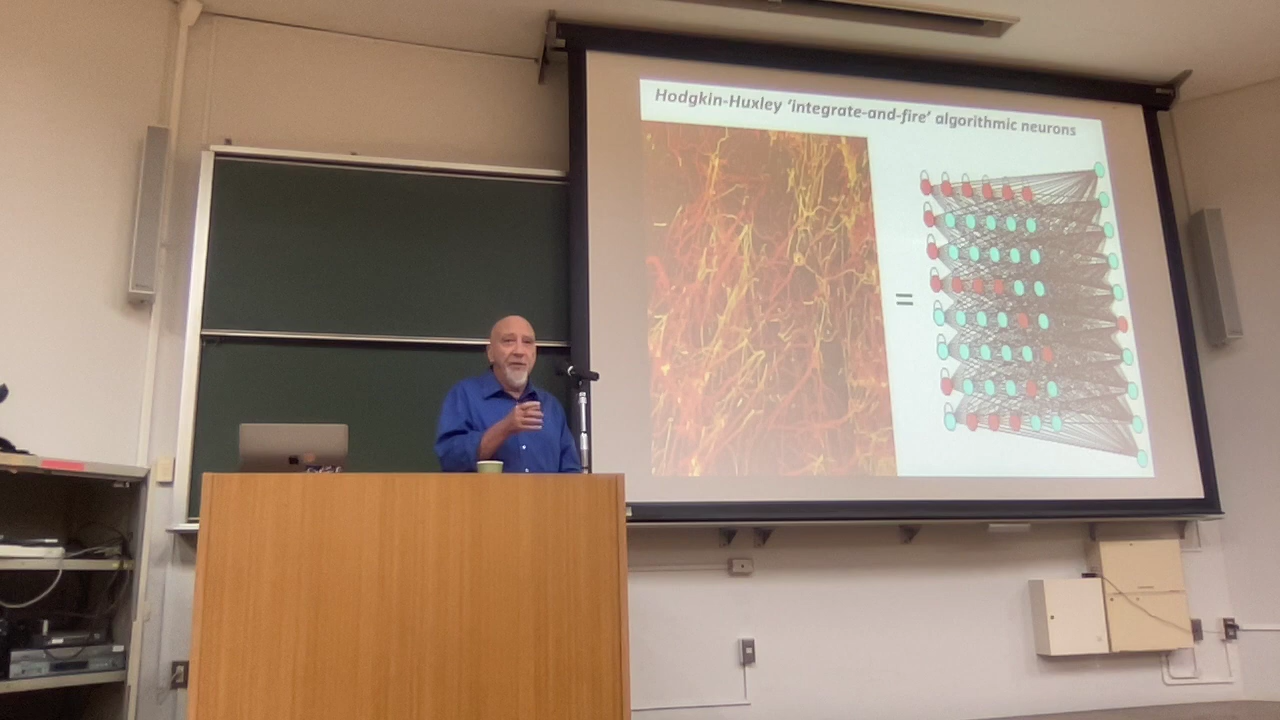 Hodgkin-Huxley ‘integrate-and-fire’ algorithmic neurons
=